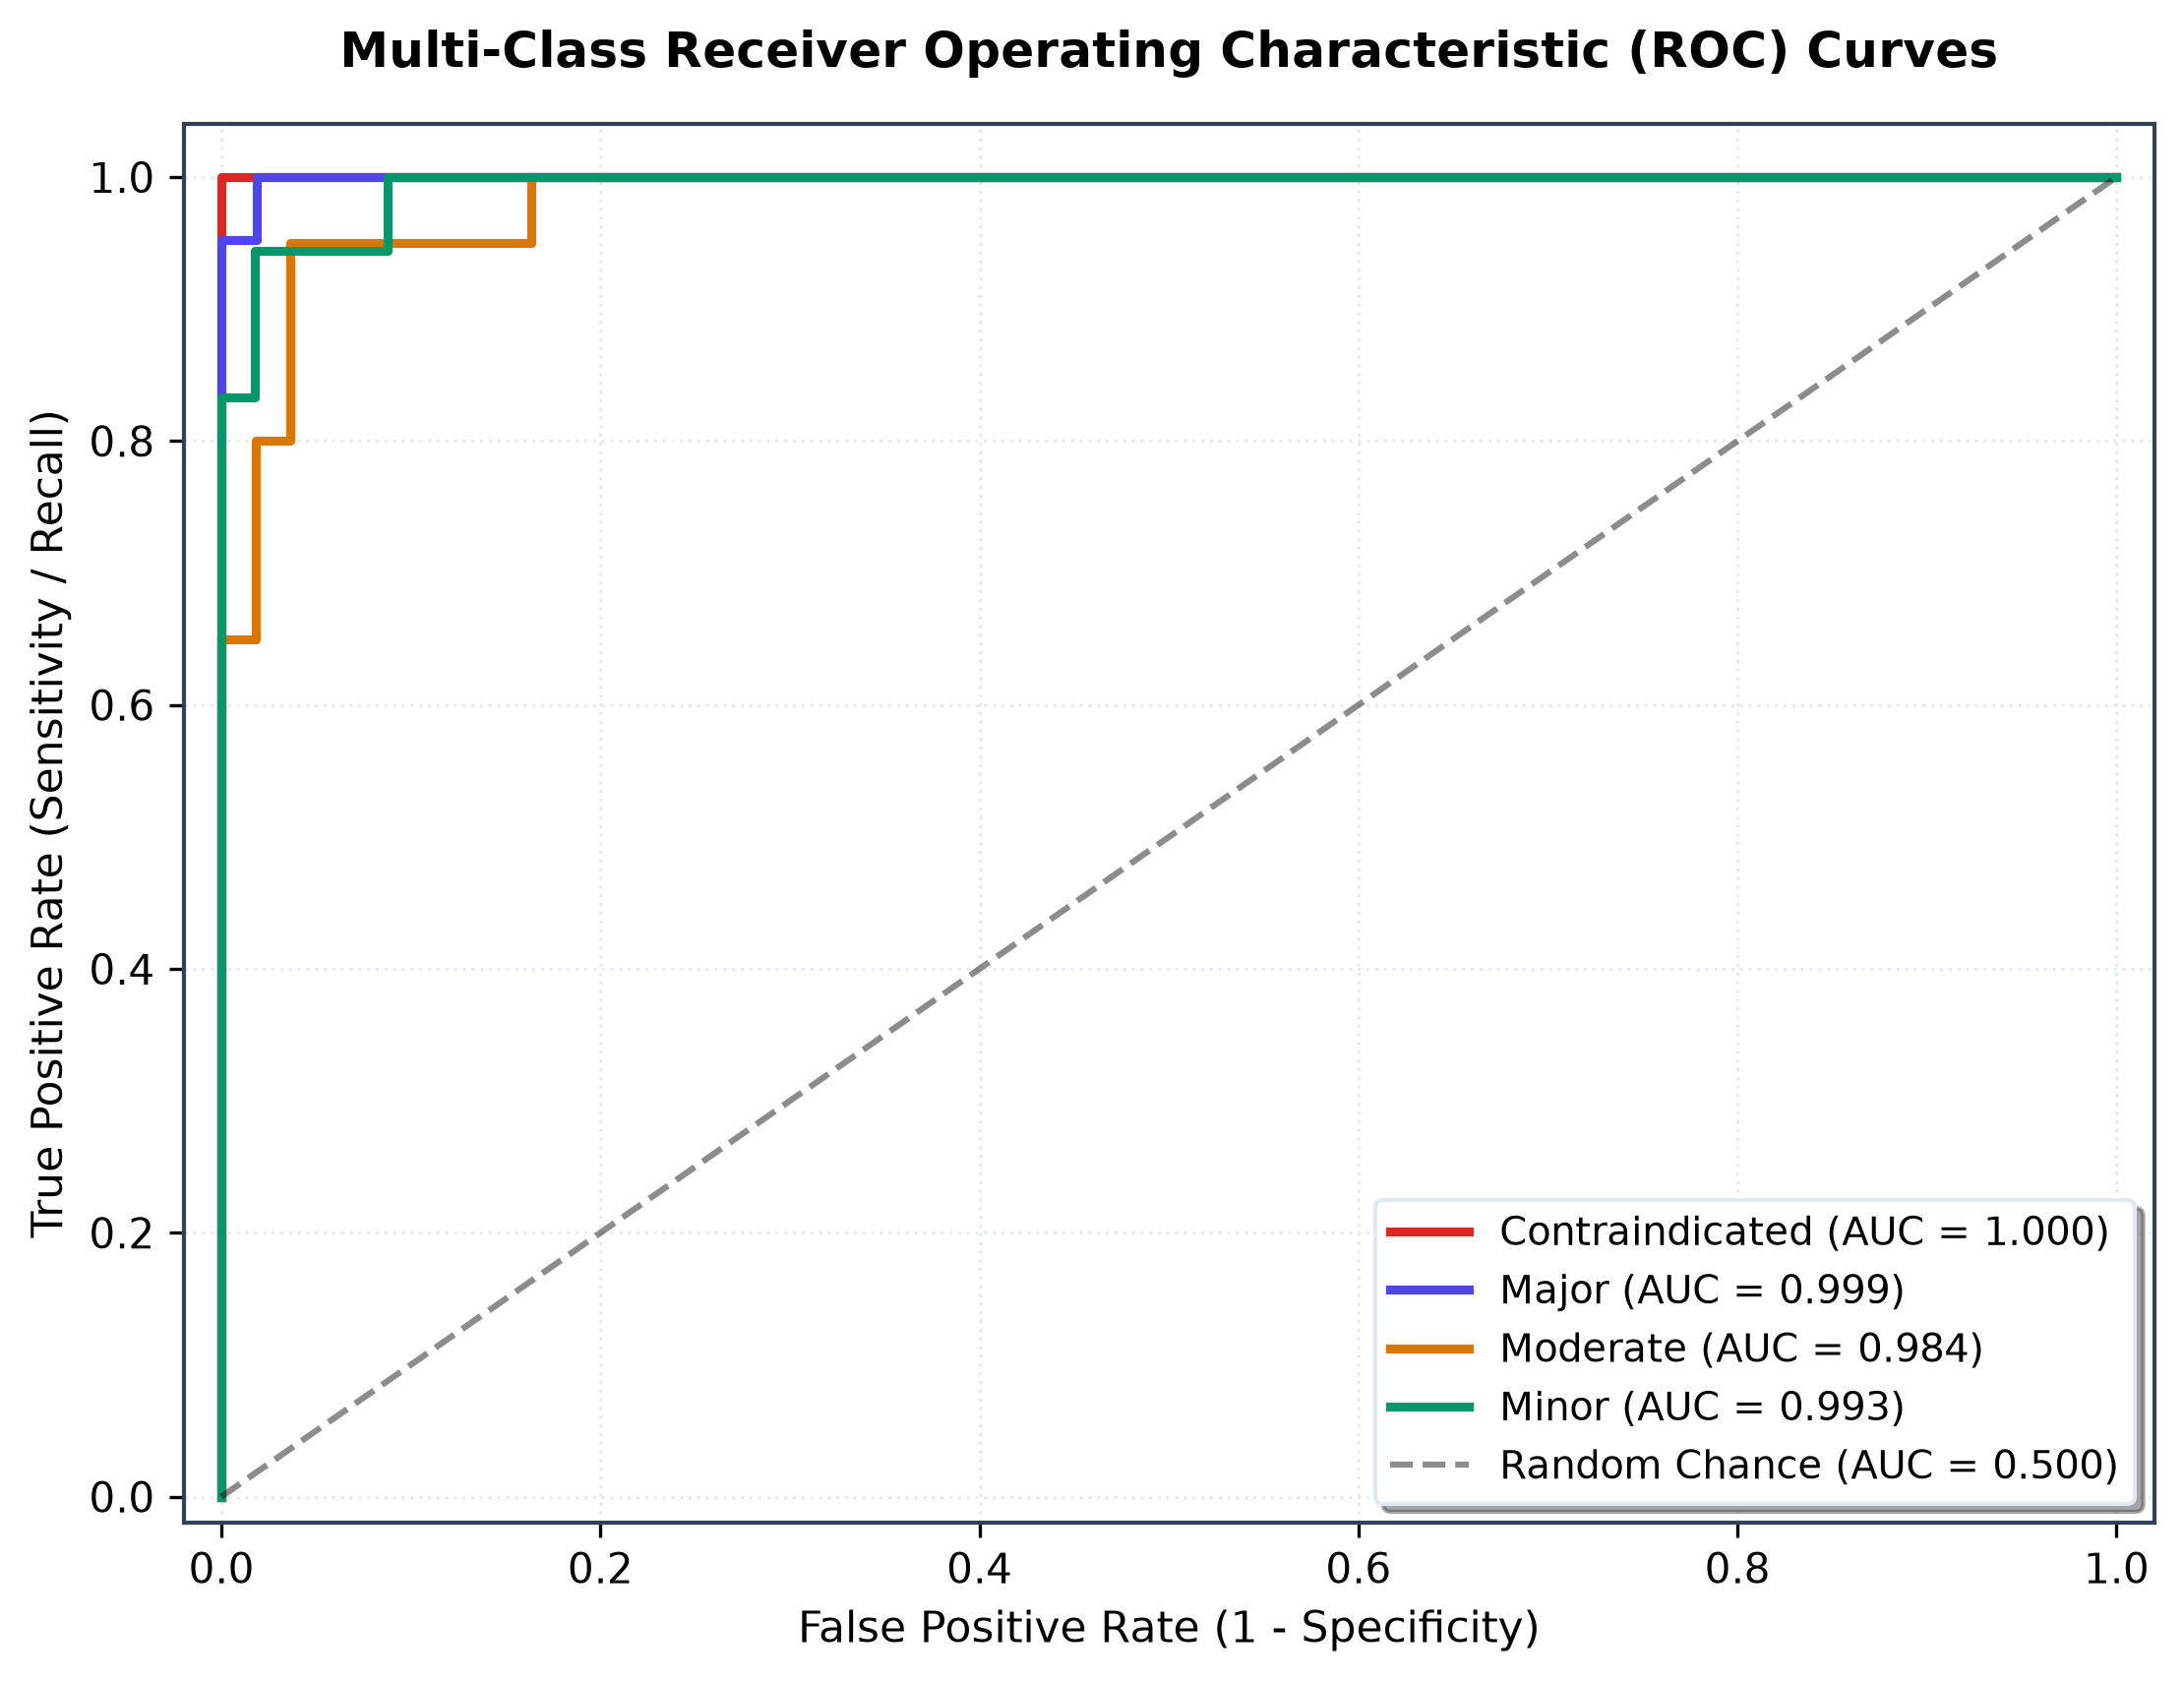 Multi-Class Receiver Operating Characteristic (ROC) Curves
True Positive Rate (Sensitivity / Recall)
1.0
0.8
0.6
0.4
0.2
0.0
Contraindicated (AUC = 1.000)
Major (AUC = 0.999)
Moderate (AUC = 0.984)
Minor (AUC = 0.993)
Random Chance (AUC = 0.500)
0.0 0.2 0.4 0.6 0.8 1.0
False Positive Rate (1 - Specificity)